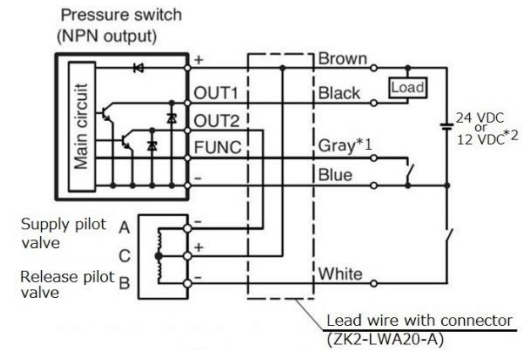 Pressure switch
(NPN output)
Main circuit
+
OUT1
OUT2
FUNC
-
Brown
Black
Gray*1
Blue
Load
24 VDC
or
12 VDC*2
Supply pilot
valve
A
-
C
+
Release pilot
valve
B
-
White
Lead wire with connector
(ZK2-LWA20-A)